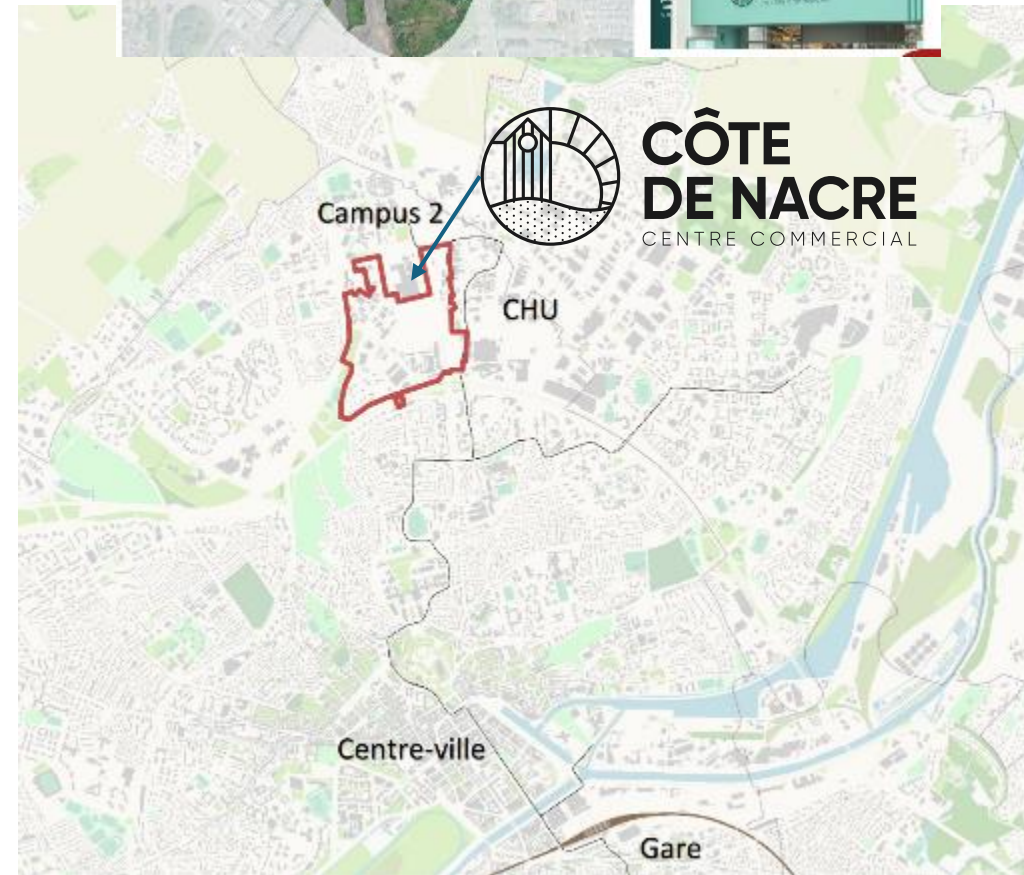 CÔTE
DE NACRE
CENTRE COMMERCIAL
Campus 2
CHU
Centre-ville
Gare